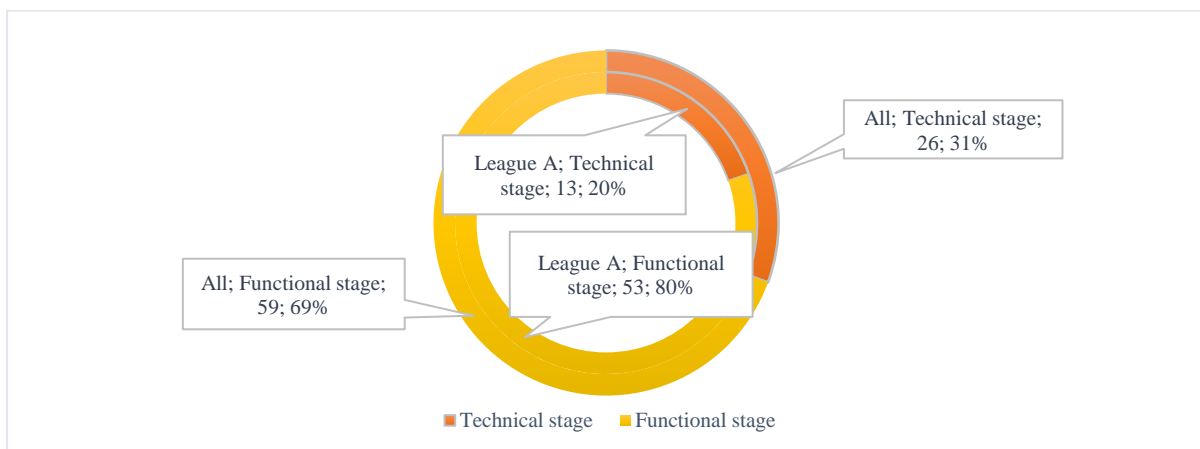 All; Technical stage;
26; 31%
League A; Technical
stage; 13; 20%
League A; Functional
stage; 53; 80%
All; Functional stage;
59; 69%
Technical stage
Functional stage